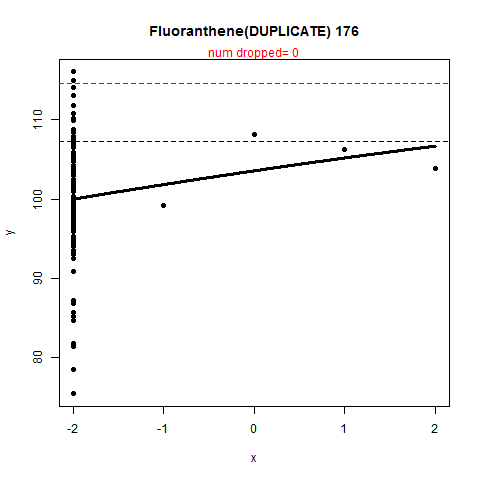 Fluoranthene(DUPLICATE) 176
num dropped= 0
110
100
90
80
y
-2
-1
0
1
2
x